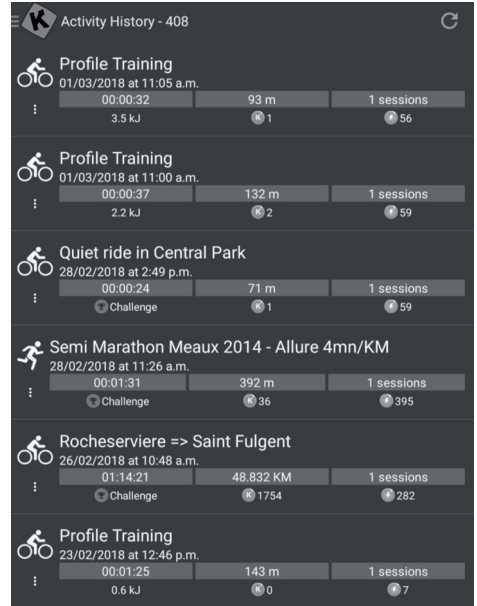 K Activity History - 408
Profile Training
01/03/2018 at 11:05 a.m.
00:00:32 93 m 1 sessions
3.5 kJ K 1 56
Profile Training
01/03/2018 at 11:00 a.m.
00:00:37 132 m 1 sessions
2.2 kJ K 2 59
Quiet ride in Central Park
28/02/2018 at 2:49 p.m.
00:00:24 71 m 1 sessions
Challenge K 1 59
Semi Marathon Meaux 2014 - Allure 4mn/KM
28/02/2018 at 11:26 a.m.
00:01:31 392 m 1 sessions
Challenge K 36 395
Rocheserviere => Saint Fulgent
26/02/2018 at 10:48 a.m.
01:14:21 48.832 KM 1 sessions
Challenge K 1754 282
Profile Training
23/02/2018 at 12:46 p.m.
00:01:25 143 m 1 sessions
0.6 kJ K 0 7